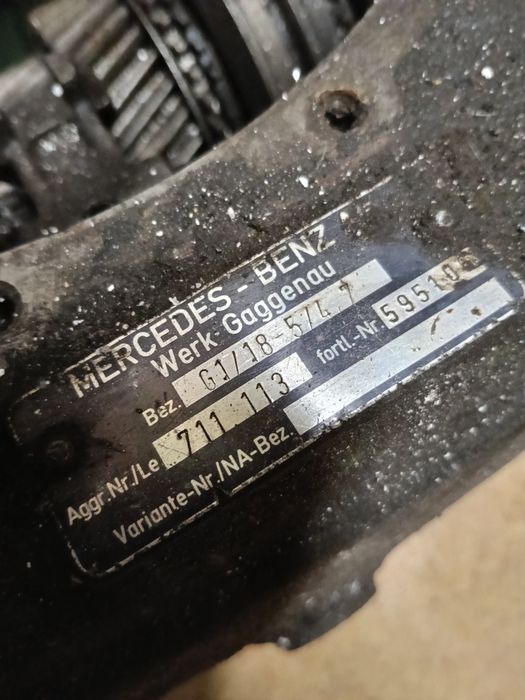 MERCEDES-BENZ
Werk Gaggenau
Bez. G1/18-5/4,7
Aggr.Nr./Le 711.113 fortl.-Nr
Variante-Nr./NA-Bez.